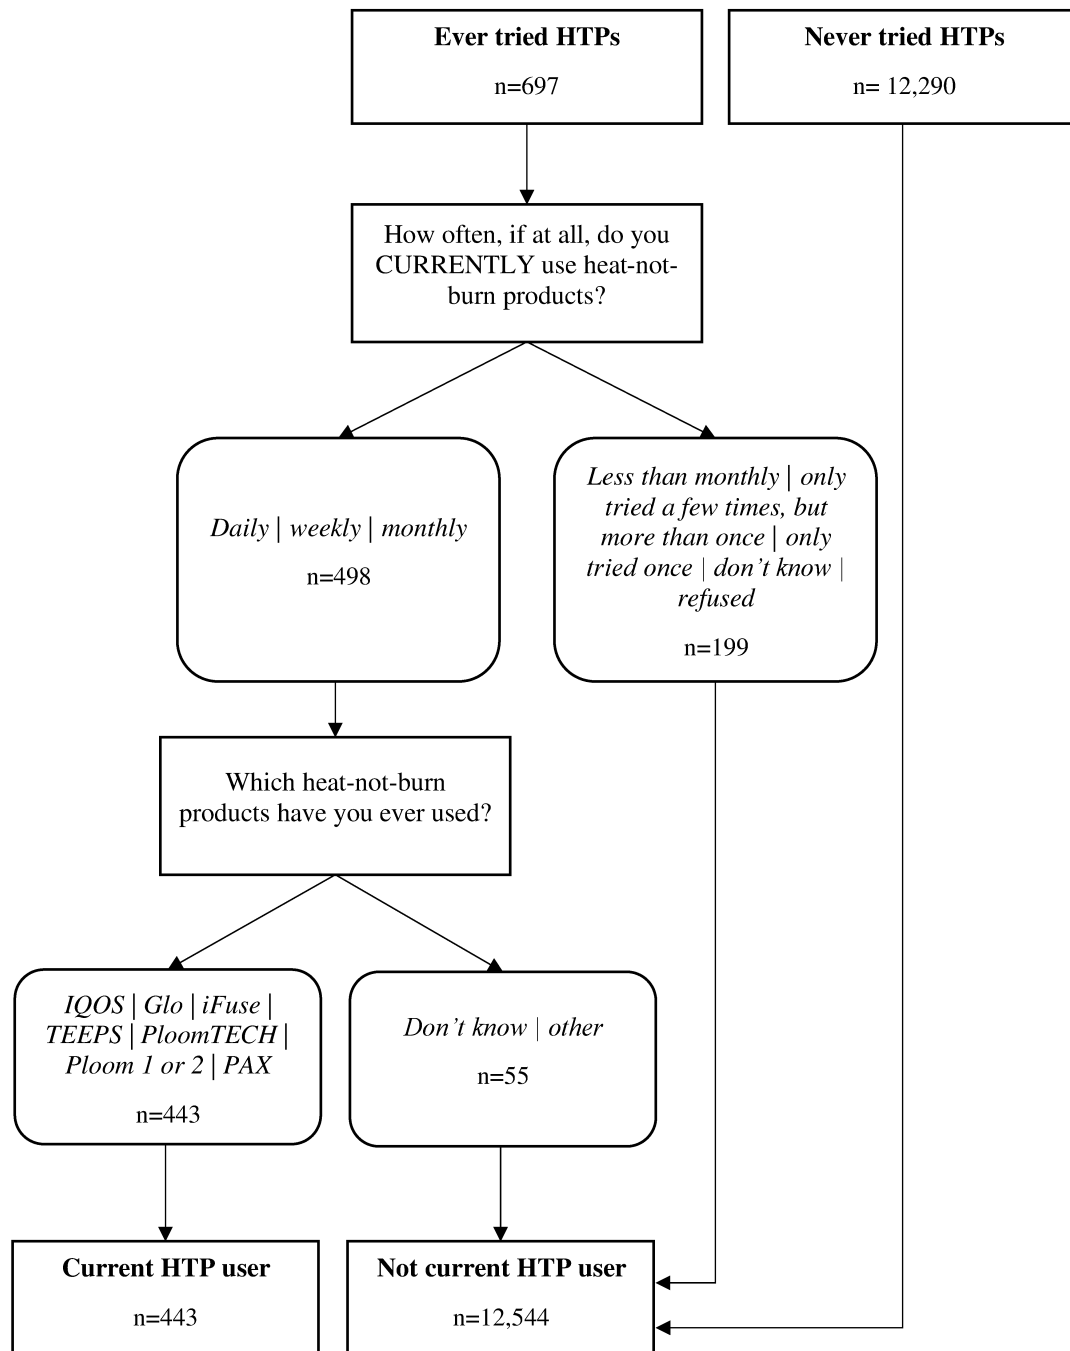 Ever tried HTPs
n=697
Never tried HTPs
n= 12,290
How often, if at all, do you
CURRENTLY use heat-not-
burn products?
Daily | weekly | monthly
n=498
Less than monthly | only
tried a few times, but
more than once | only
tried once | don’t know |
refused
n=199
Which heat-not-burn
products have you ever used?
IQOS | Glo | iFuse |
TEEPS | PloomTECH |
Ploom 1 or 2 | PAX
n=443
Don’t know | other
n=55
Current HTP user
n=443
Not current HTP user
n=12,544